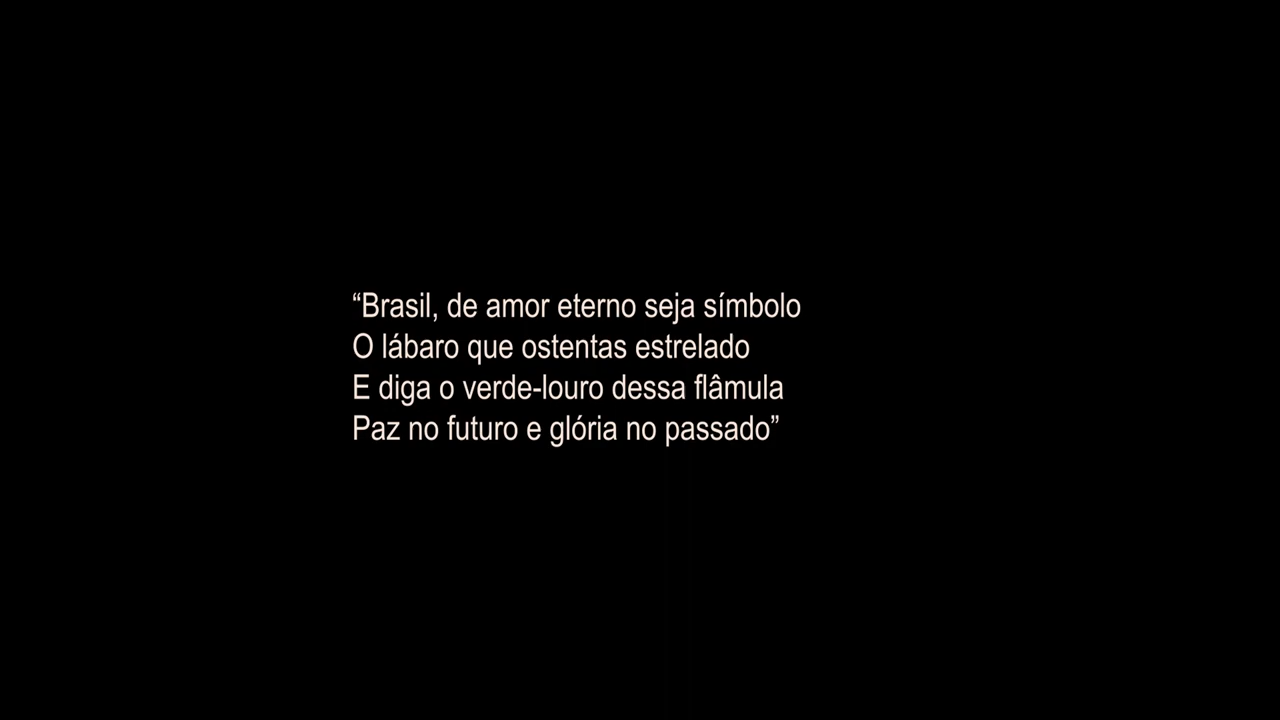 “Brasil, de amor eterno seja símbolo
O lábaro que ostentas estrelado
E diga o verde-louro dessa flâmula
Paz no futuro e glória no passado”